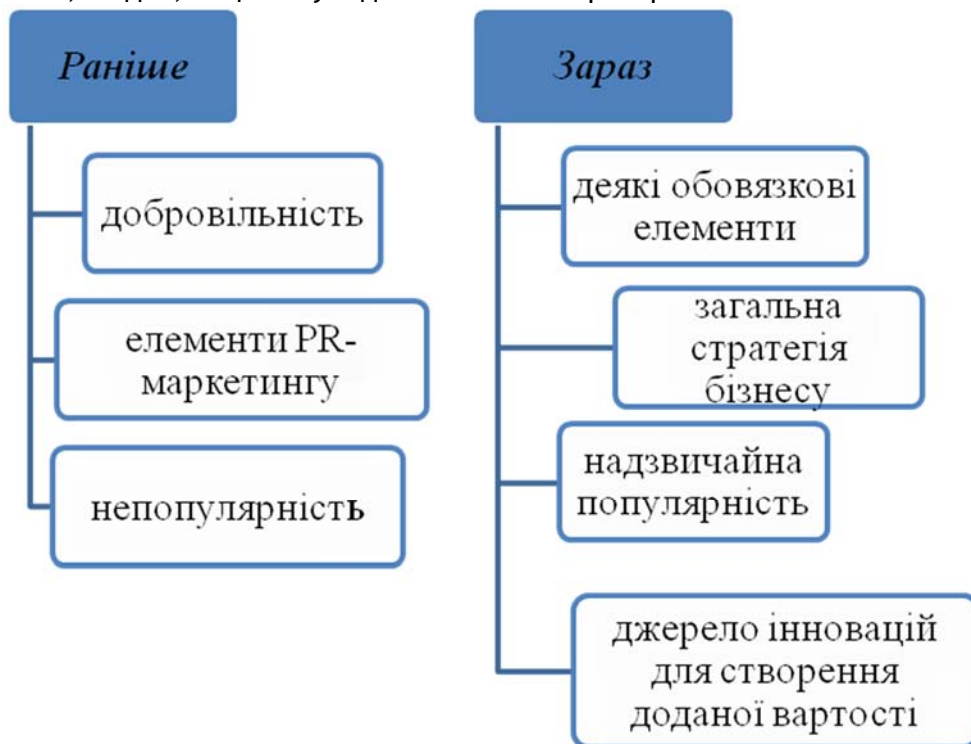 Раніше
добровільність
елементи PR-
маркетингу
непопулярність
Зараз
деякі обовязкові
елементи
загальна
стратегія
бізнесу
надзвичайна
популярність
джерело інновацій
для створення
доданої вартості